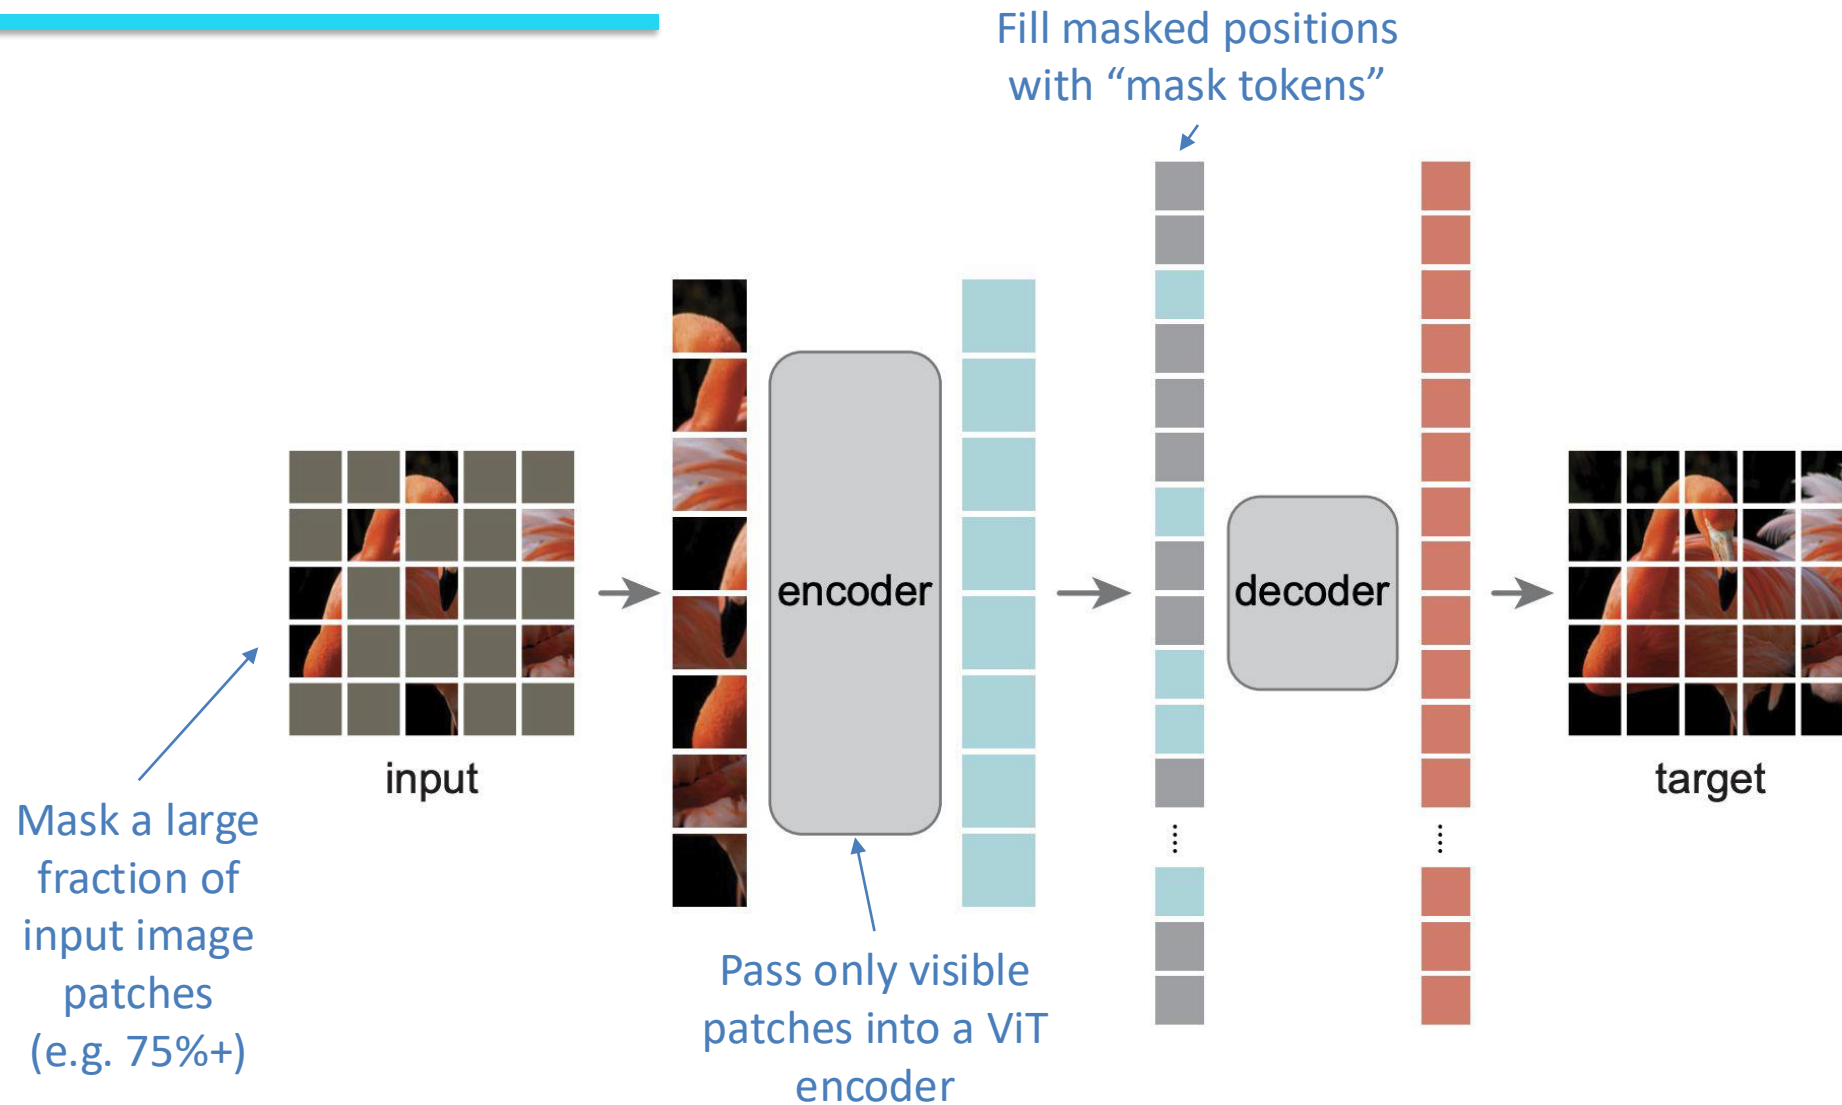 Fill masked positions
with “mask tokens”
encoder
decoder
input
target
Mask a large
fraction of
input image
patches
(e.g. 75%+)
Pass only visible
patches into a ViT
encoder